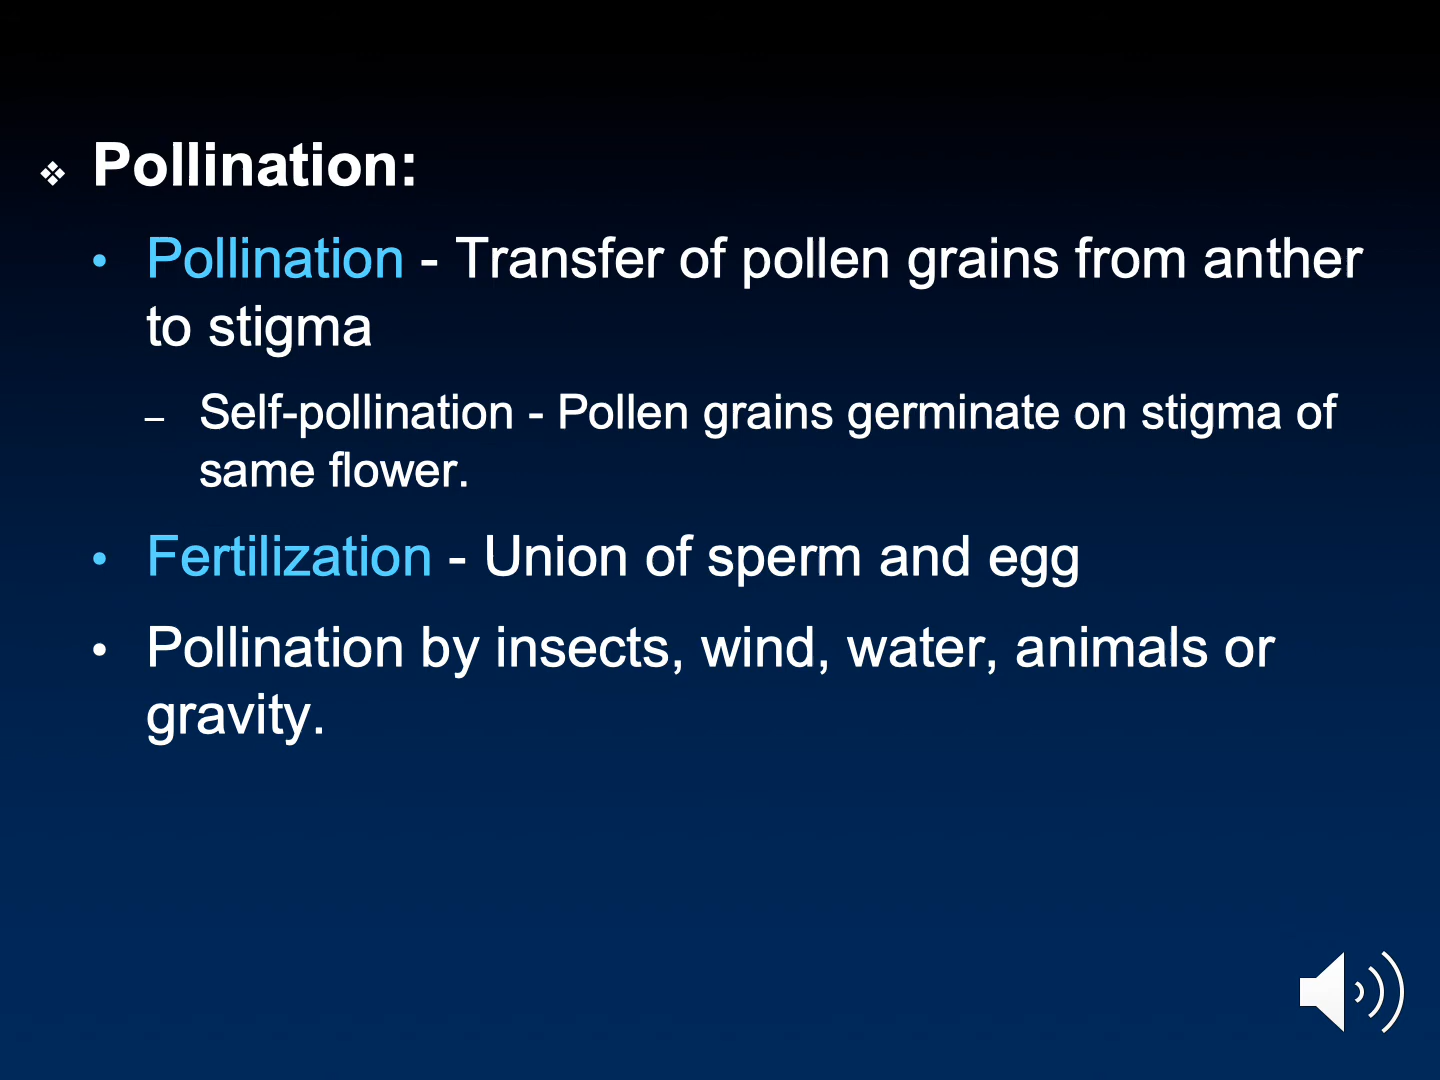 ❖ Pollination:
• Pollination - Transfer of pollen grains from anther
to stigma
– Self-pollination - Pollen grains germinate on stigma of
same flower.
• Fertilization - Union of sperm and egg
• Pollination by insects, wind, water, animals or
gravity.